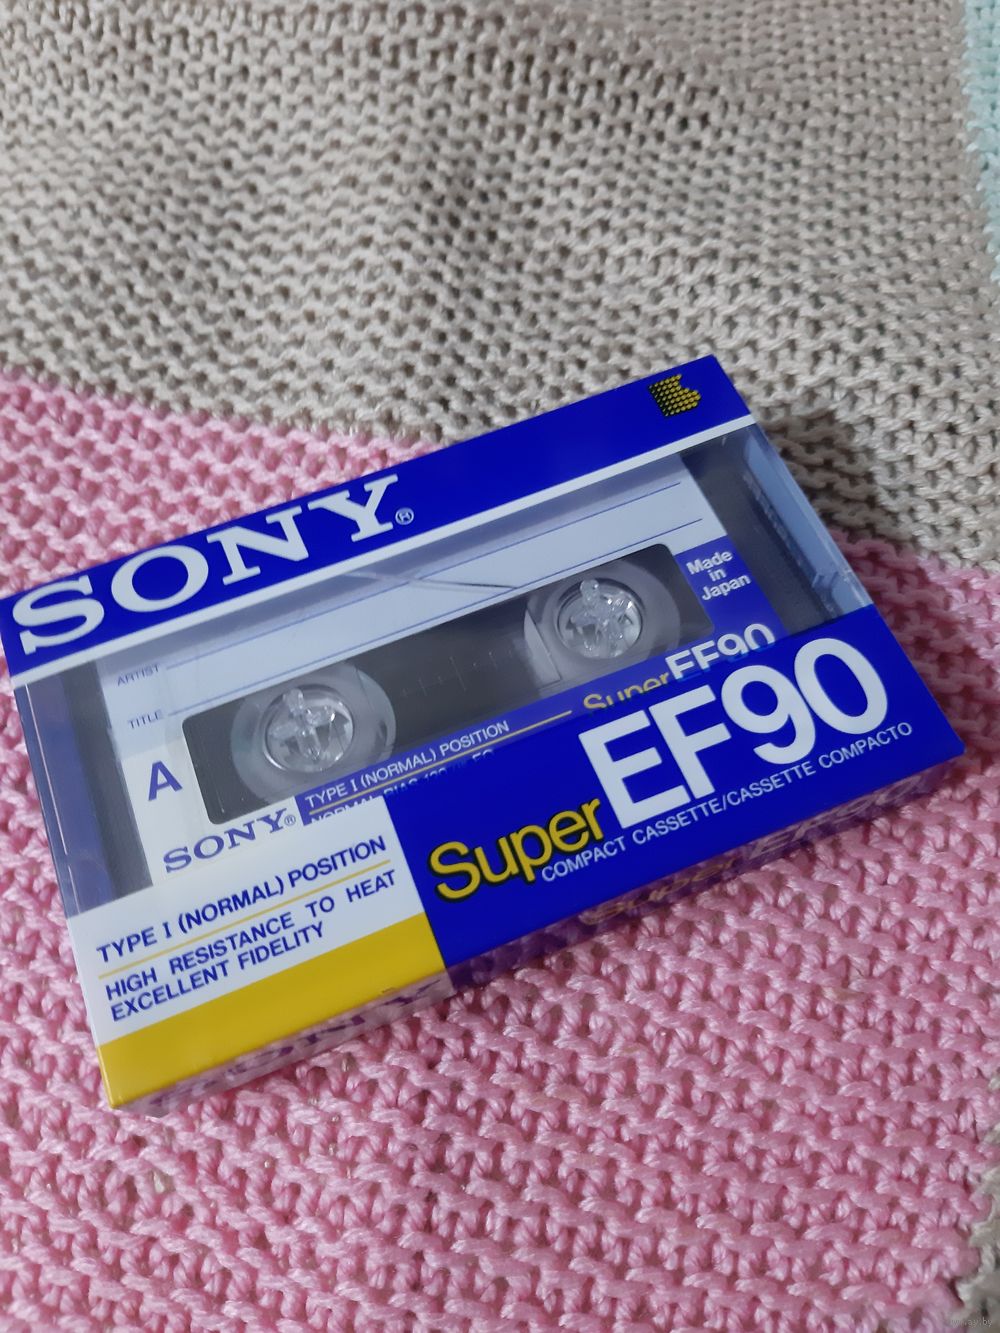 SONY®
ARTIST
TITLE
Made
in
Japan
A
SONY®
TYPE I (NORMAL) POSITION
Super EF90
Super EF90
COMPACT CASSETTE/CASSETTE COMPACTO
TYPE I (NORMAL) POSITION
HIGH RESISTANCE TO HEAT
EXCELLENT FIDELITY
SONY